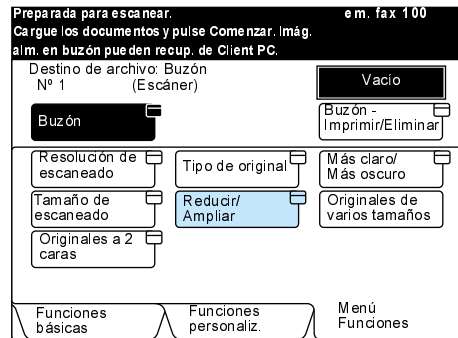 Preparada para escanear. em. fax 100
Cargue los documentos y pulse Comenzar. Imág.
alm. en buzón pueden recup. de Client PC.
Destino de archivo: Buzón
Nº 1 (Escáner)
Vacío
Buzón
Buzón -
Imprimir/Eliminar
Resolución de
escaneado
Tipo de original
Más claro/
Más oscuro
Tamaño de
escaneado
Reducir/
Ampliar
Originales de
varios tamaños
Originales a 2
caras
Funciones
básicas
Funciones
personaliz.
Menú
Funciones